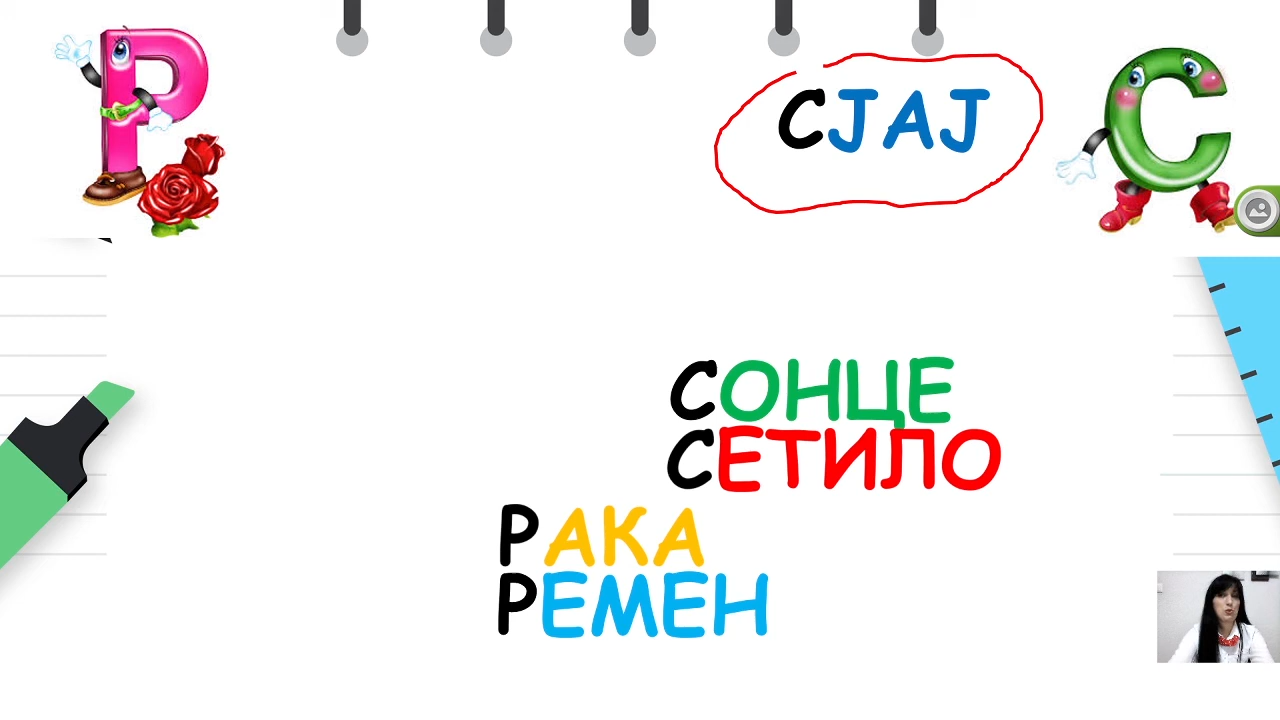 Р
СЈАЈ
С
СОНЦЕ
СЕТИЛО
РАКА
РЕМЕН